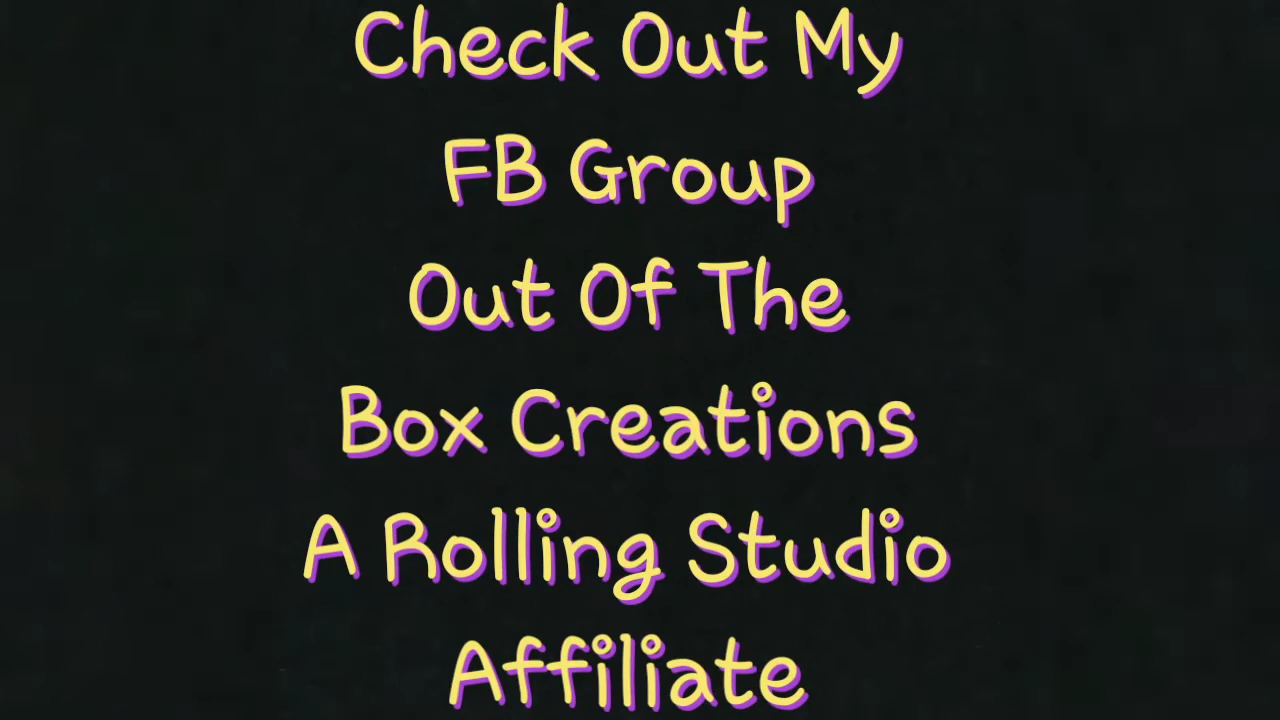 Check Out My
FB Group
Out Of The
Box Creations
A Rolling Studio
Affiliate